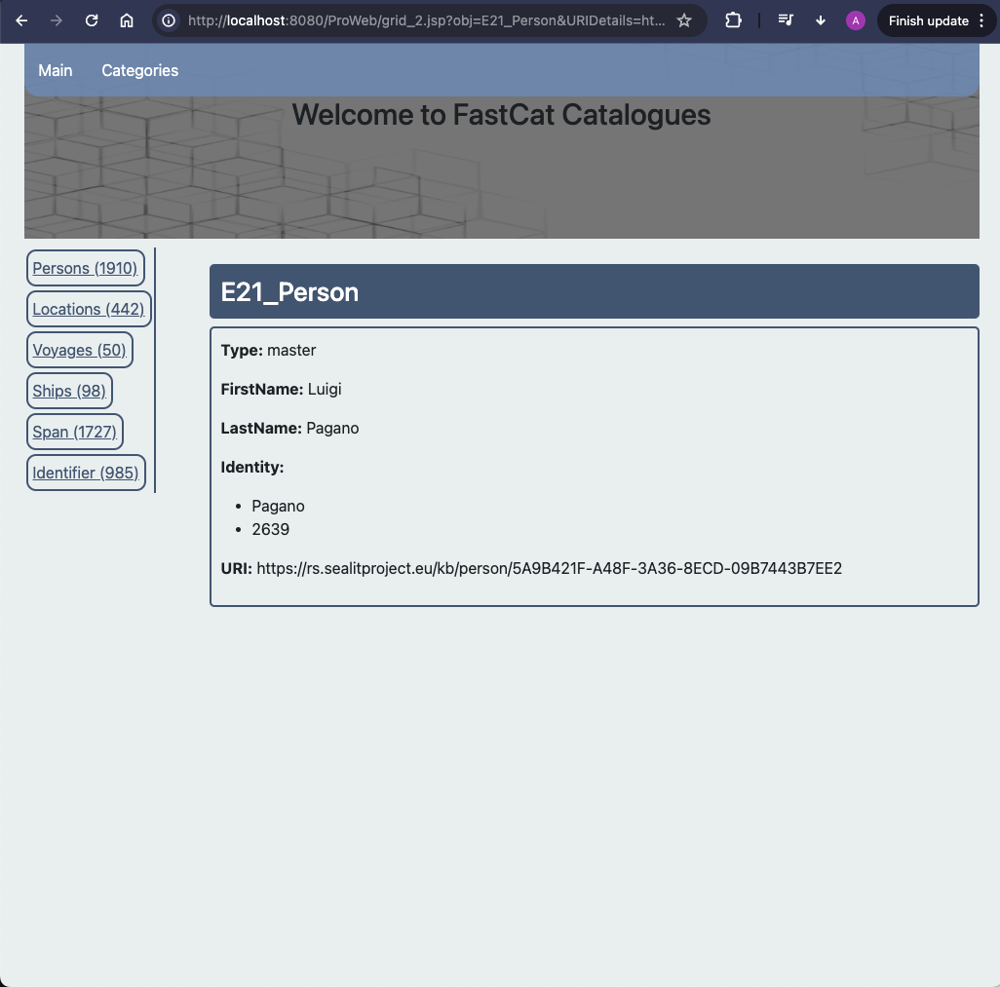 http://localhost:8080/ProWeb/grid_2.jsp?obj=E21_Person&URIDetails=ht...
A
Finish update
Main
Categories
Welcome to FastCat Catalogues
Persons (1910)
Locations (442)
Voyages (50)
Ships (98)
Span (1727)
Identifier (985)
E21_Person
Type: master
FirstName: Luigi
LastName: Pagano
Identity:
• Pagano
• 2639
URI: https://rs.sealitproject.eu/kb/person/5A9B421F-A48F-3A36-8ECD-09B7443B7EE2